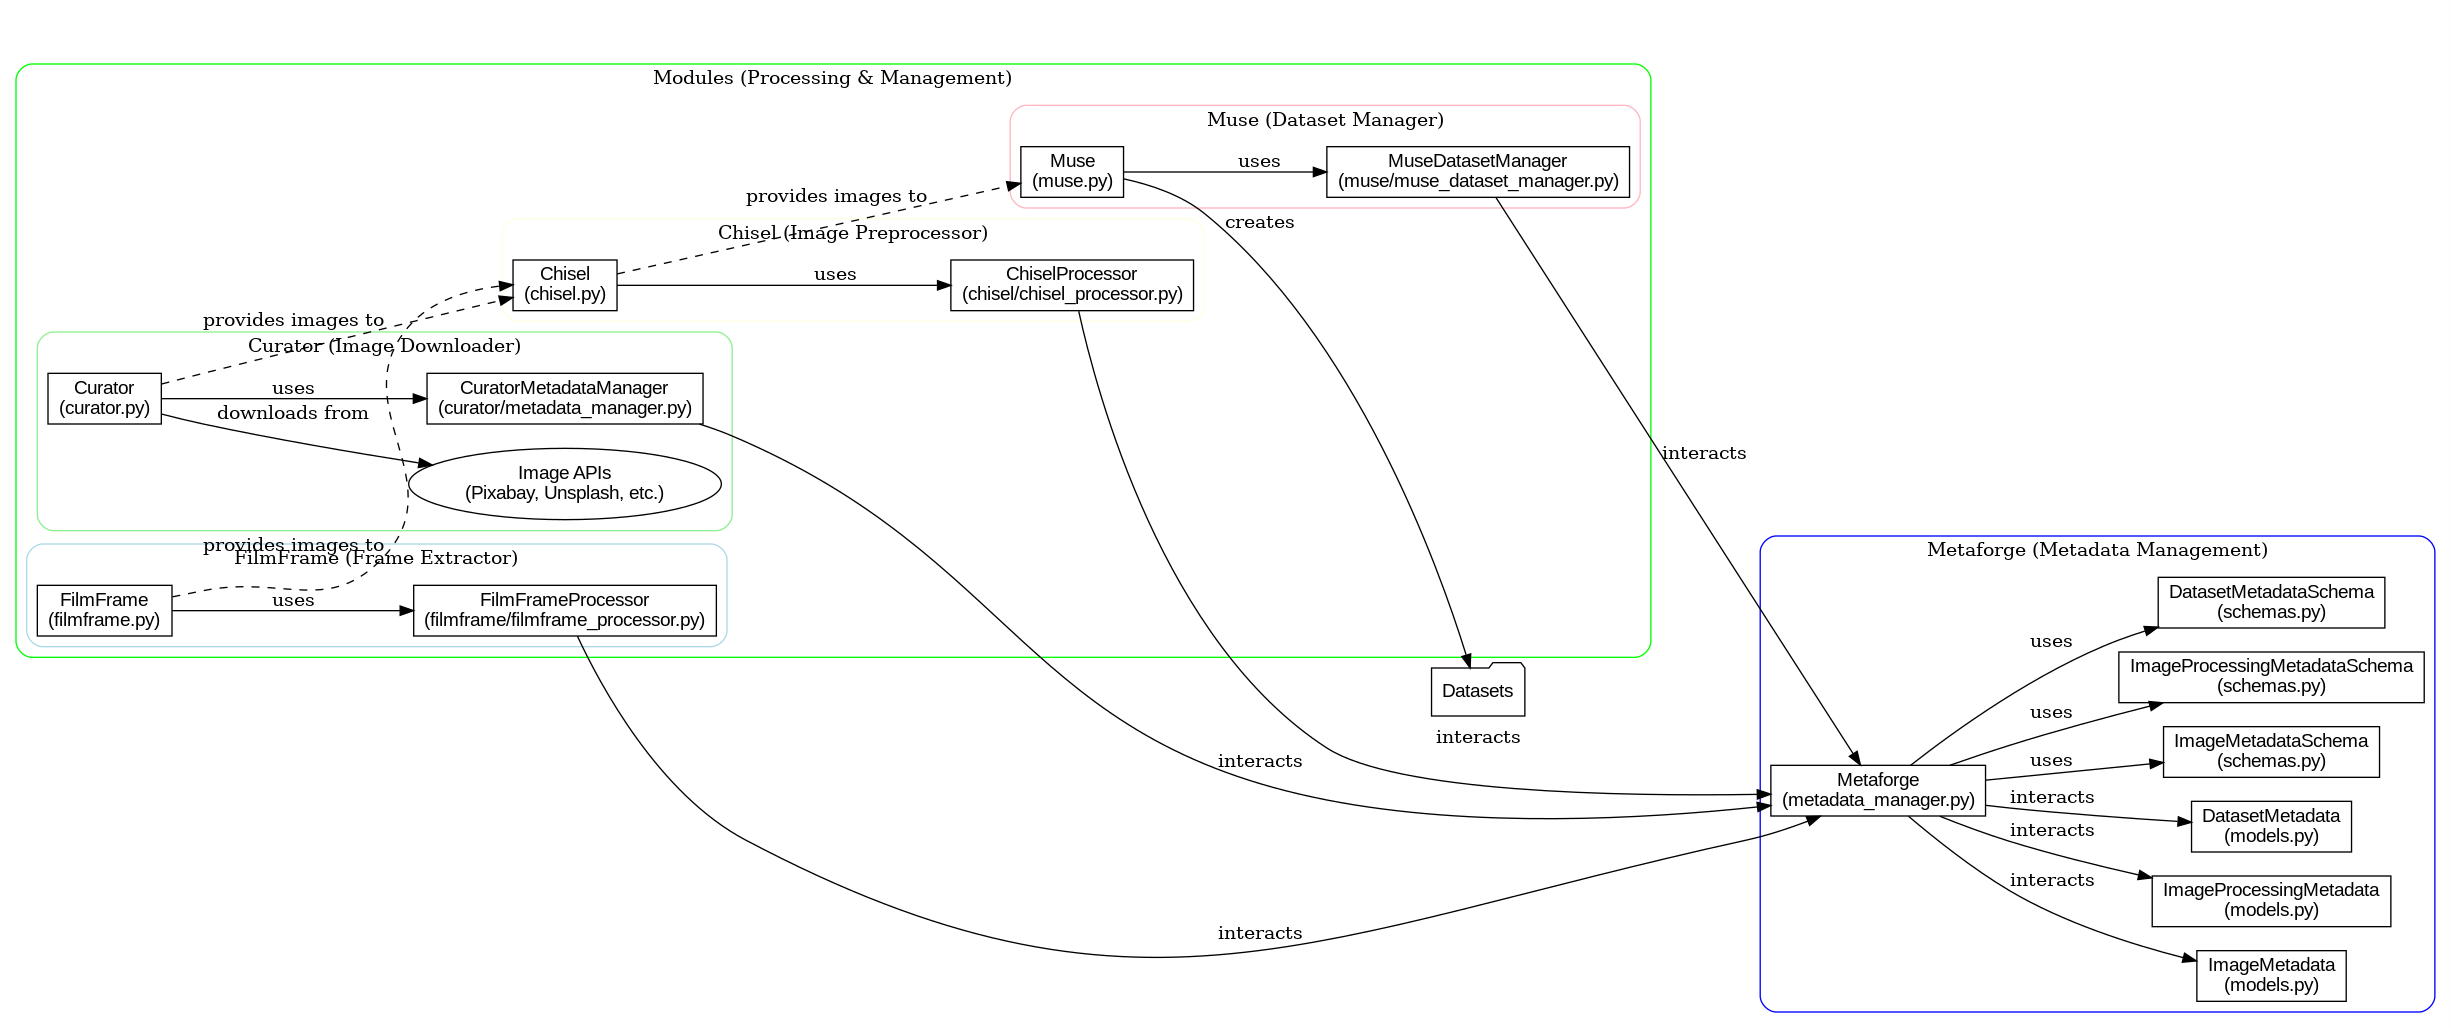 Modules (Processing & Management)
Muse (Dataset Manager)
Muse
(muse.py)
uses
MuseDatasetManager
(muse/muse_dataset_manager.py)
provides images to
creates
Chisel (Image Preprocessor)
Chisel
(chisel.py)
uses
ChiselProcessor
(chisel/chisel_processor.py)
provides images to
Curator (Image Downloader)
Curator
(curator.py)
uses
downloads from
CuratorMetadataManager
(curator/metadata_manager.py)
Image APIs
(Pixabay, Unsplash, etc.)
provides images to
FilmFrame (Frame Extractor)
FilmFrame
(filmframe.py)
uses
FilmFrameProcessor
(filmframe/filmframe_processor.py)
interacts
Datasets
interacts
interacts
interacts
Metaforge (Metadata Management)
Metaforge
(metadata_manager.py)
uses
uses
uses
interacts
interacts
interacts
DatasetMetadataSchema
(schemas.py)
ImageProcessingMetadataSchema
(schemas.py)
ImageMetadataSchema
(schemas.py)
DatasetMetadata
(models.py)
ImageProcessingMetadata
(models.py)
ImageMetadata
(models.py)